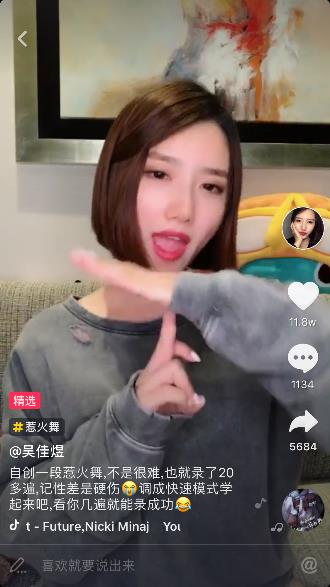 11.8w
1134
5684
精选
#惹火舞
@吴佳煜
自创一段惹火舞,不是很难,也就录了20
多遍,记性差是硬伤😭调成快速模式学
起来吧,看你几遍就能录成功😂
t - Future,Nicki Minaj You
喜欢就要说出来
@